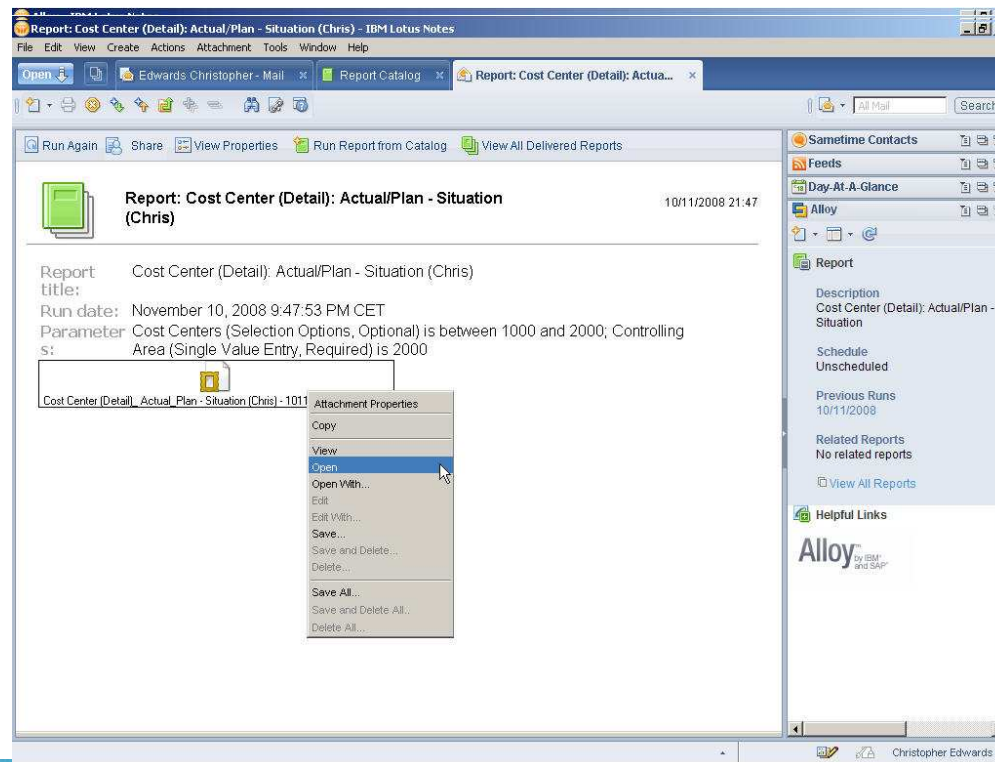 Report: Cost Center (Detail): Actual/Plan - Situation (Chris) - IBM Lotus Notes
File Edit View Create Actions Attachment Tools Window Help
Open
Edwards Christopher - Mail
Report Catalog
Report: Cost Center (Detail): Actua...
All Mail
Search
Run Again
Share
View Properties
Run Report from Catalog
View All Delivered Reports
Report: Cost Center (Detail): Actual/Plan - Situation
(Chris)
10/11/2008 21:47
Report
title:
Cost Center (Detail): Actual/Plan - Situation (Chris)
Run date: November 10, 2008 9:47:53 PM CET
Parameter Cost Centers (Selection Options, Optional) is between 1000 and 2000; Controlling
s: Area (Single Value Entry, Required) is 2000
Cost Center (Detail)_ Actual_Plan - Situation (Chris) - 1011
Attachment Properties
Copy
View
Open
Open With...
Edit
Edit With...
Save...
Save and Delete...
Delete...
Save All...
Save and Delete All...
Delete All...
Sametime Contacts
Feeds
Day-At-A-Glance
Alloy
Report
Description
Cost Center (Detail): Actual/Plan -
Situation
Schedule
Unscheduled
Previous Runs
10/11/2008
Related Reports
No related reports
View All Reports
Helpful Links
Alloy™ by IBM®
and SAP®
Christopher Edwards